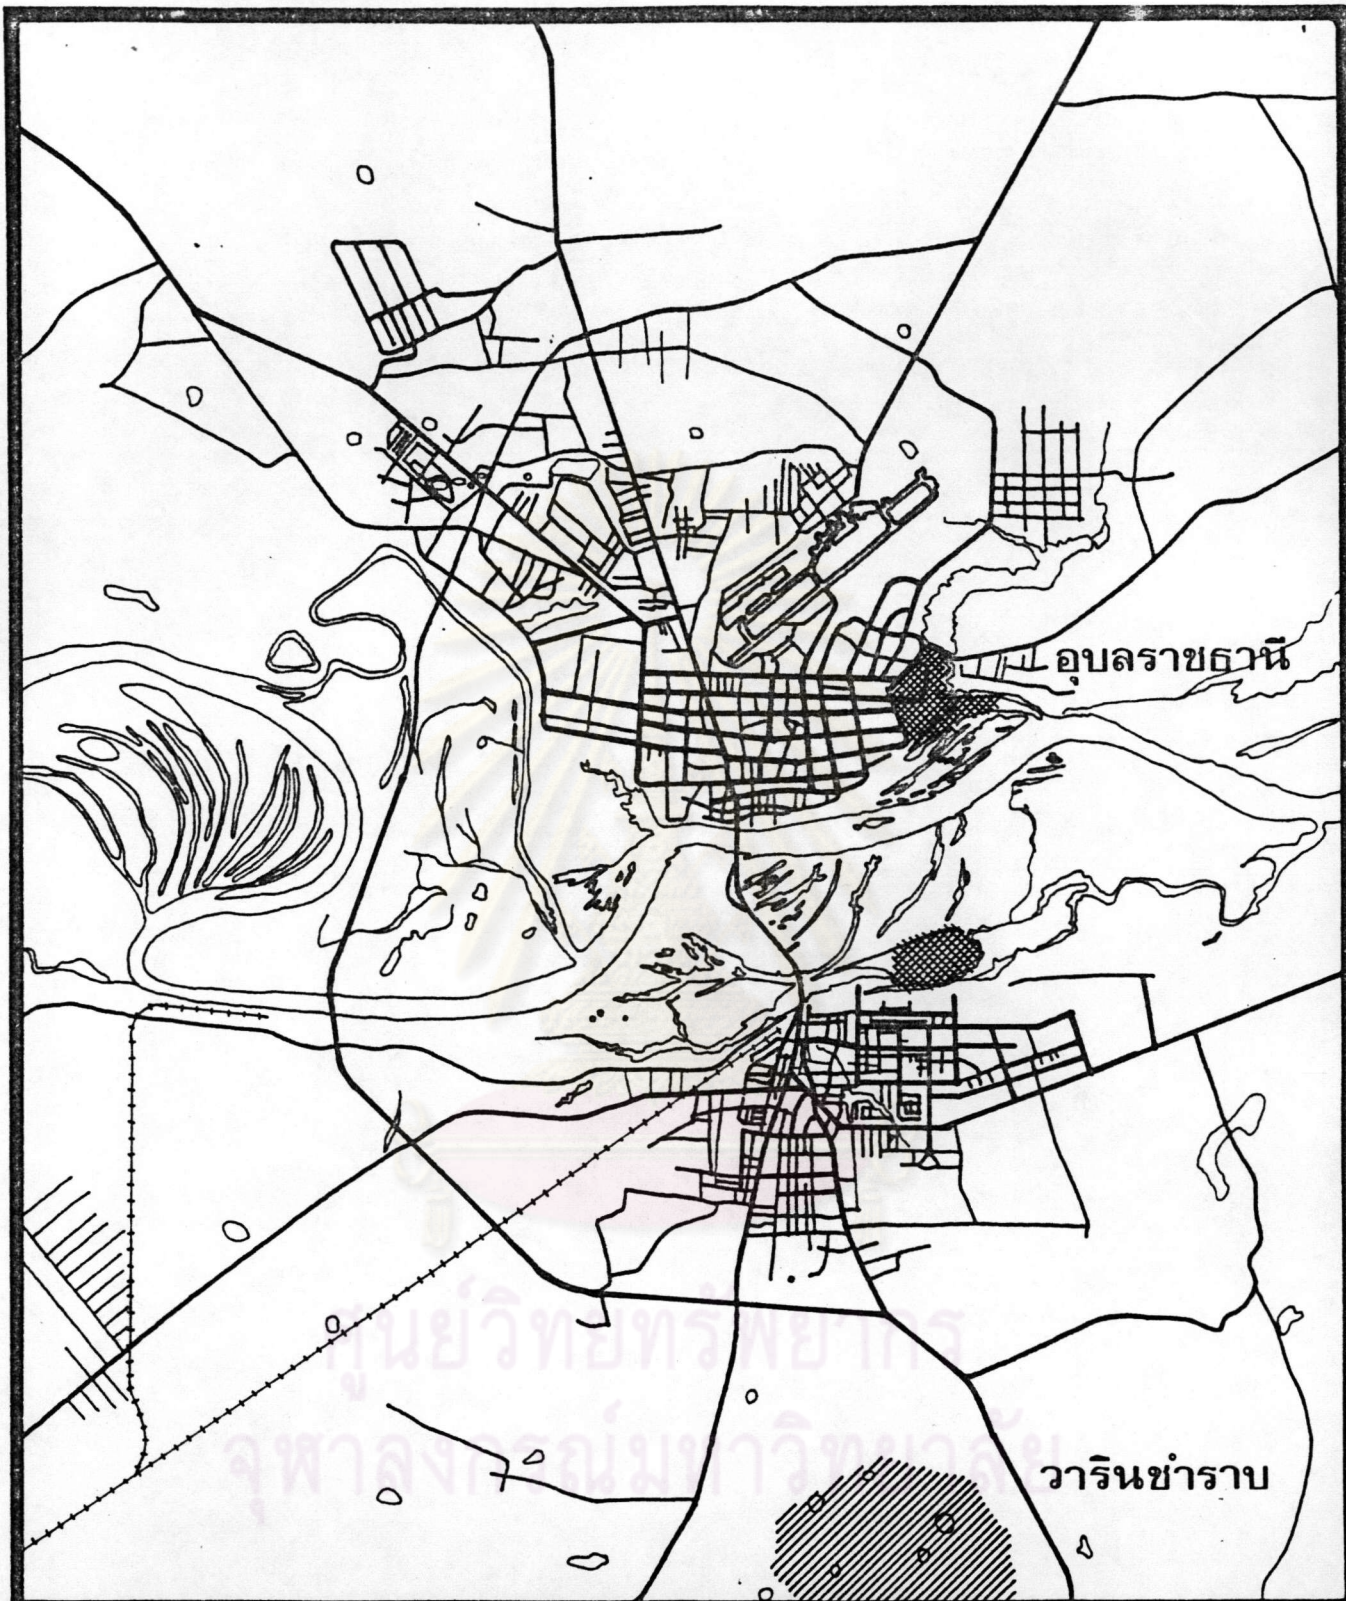 อุบลราชธานี
ศูนย์วิทยทรัพยากร
จุฬาลงกรณ์มหาวิทยาลัย
วารินชำราบ